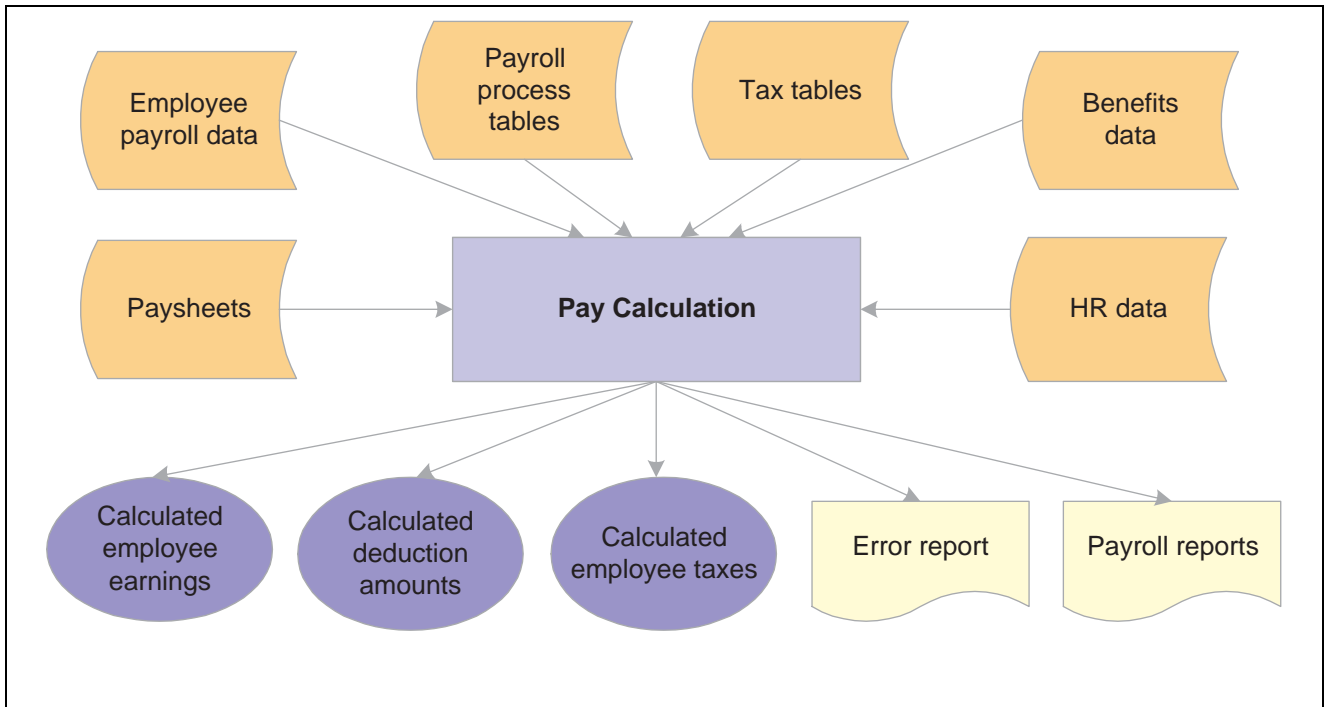 Employee
payroll data
Payroll
process
tables
Tax tables
Benefits
data
Paysheets
Pay Calculation
HR data
Calculated
employee
earnings
Calculated
deduction
amounts
Calculated
employee taxes
Error report
Payroll reports